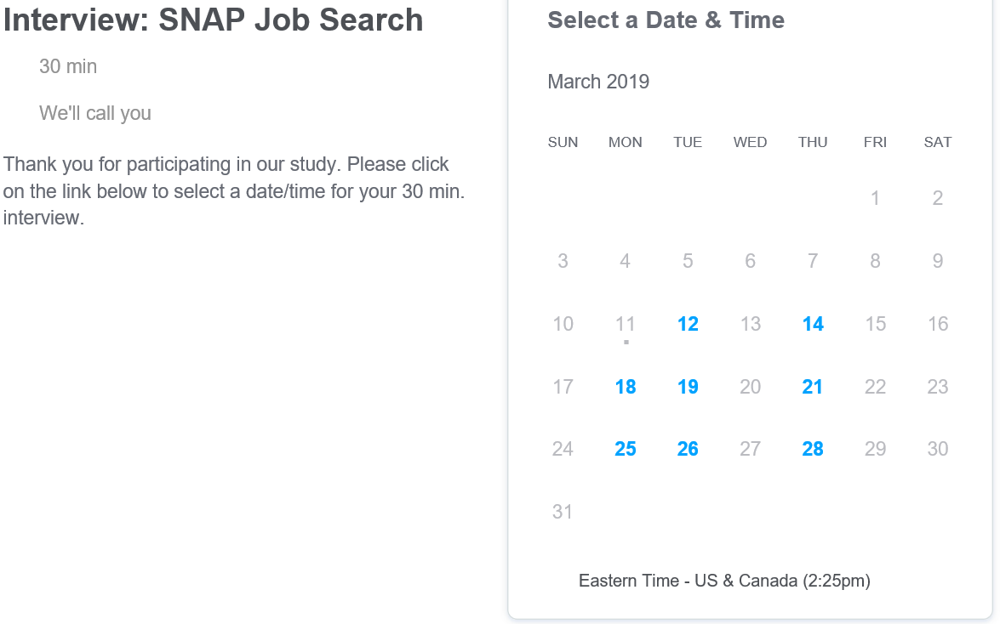 Interview: SNAP Job Search
30 min
We'll call you
Thank you for participating in our study. Please click
on the link below to select a date/time for your 30 min.
interview.
Select a Date & Time
March 2019
SUN MON TUE WED THU FRI SAT
1 2
3 4 5 6 7 8 9
10 11 12 13 14 15 16
17 18 19 20 21 22 23
24 25 26 27 28 29 30
31
Eastern Time - US & Canada (2:25pm)